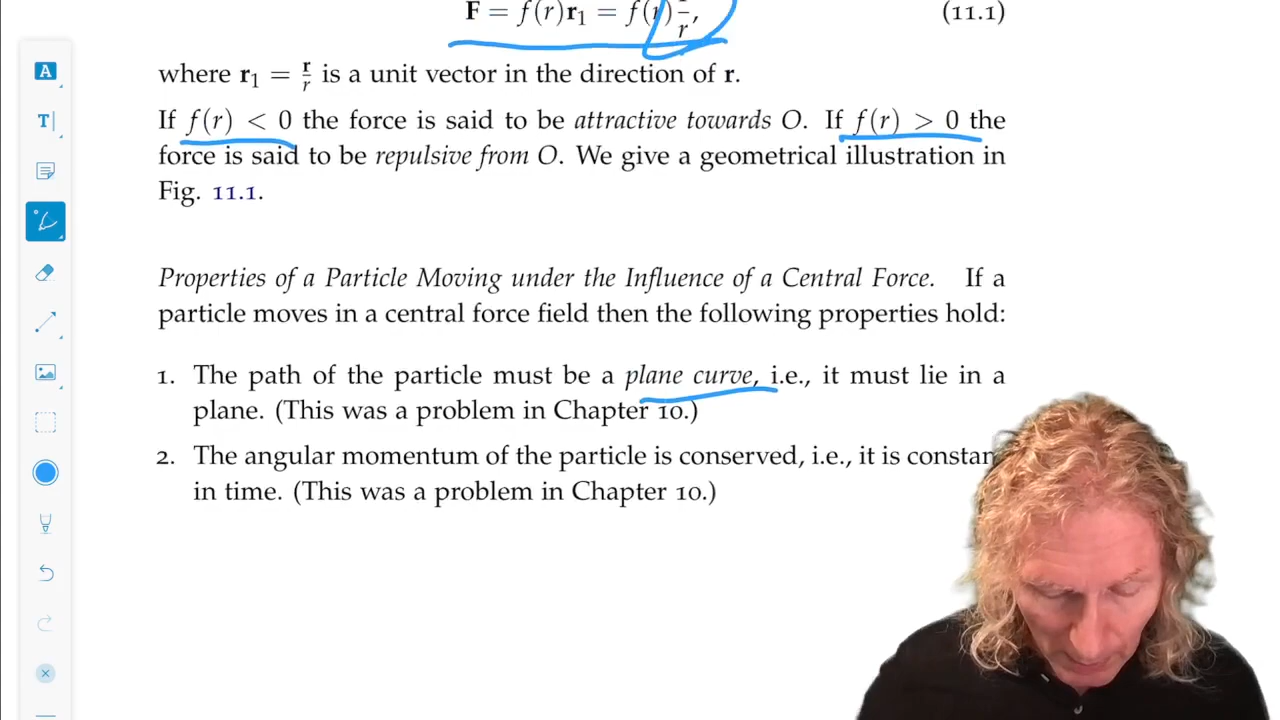 F = f(r)r₁ = f(r) r/r, (11.1)
where r₁ = r/r is a unit vector in the direction of r.
If f(r) < 0 the force is said to be attractive towards O. If f(r) > 0 the
force is said to be repulsive from O. We give a geometrical illustration in
Fig. 11.1.
Properties of a Particle Moving under the Influence of a Central Force. If a
particle moves in a central force field then the following properties hold:
1. The path of the particle must be a plane curve, i.e., it must lie in a
plane. (This was a problem in Chapter 10.)
2. The angular momentum of the particle is conserved, i.e., it is constan
in time. (This was a problem in Chapter 10.)
A
T